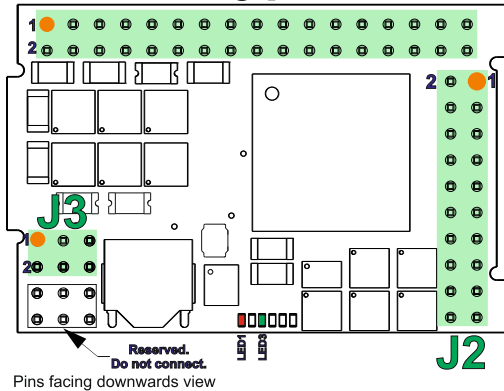 1
2
2
1
J3
1
2
LED1
LED3
J2
Reserved.
Do not connect.
Pins facing downwards view